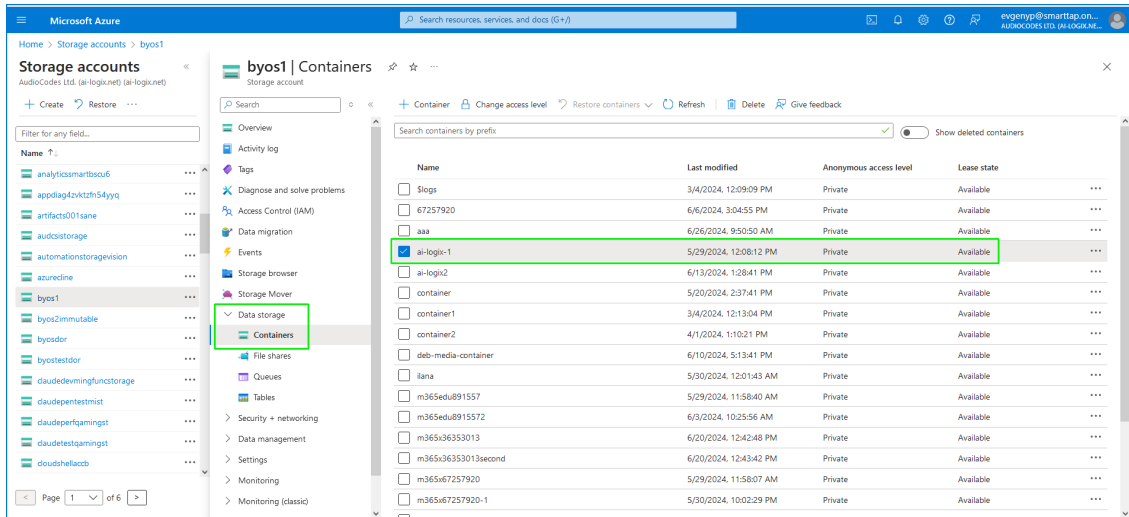 Microsoft Azure
Search resources, services, and docs (G+/)
evgenyp@smarttap.on...
AUDIOCODES LTD. (AI-LOGIX.NE...
Home > Storage accounts > byos1
Storage accounts
AudioCodes Ltd. (ai-logix.net) (ai-logix.net)
+ Create
Restore
...
Filter for any field...
Name ↑↓
analyticssmartbscu6
appdiag4zvktzfn54yyq
artifacts001sane
audcsistorage
automationstoragevision
azurecline
byos1
byos2immutable
byosdor
byostestdor
claudedevmingfuncstorage
claudepentestmist
claudeperfqamingst
claudetestqamingst
cloudshellaccb
< Page 1 of 6 >
byos1 | Containers
Storage account
Search
Overview
Activity log
Tags
Diagnose and solve problems
Access Control (IAM)
Data migration
Events
Storage browser
Storage Mover
Data storage
Containers
File shares
Queues
Tables
Security + networking
Data management
Settings
Monitoring
Monitoring (classic)
+ Container
Change access level
Restore containers
Refresh
Delete
Give feedback
Search containers by prefix
Show deleted containers
Name Last modified Anonymous access level Lease state
$logs 3/4/2024, 12:09:09 PM Private Available
67257920 6/6/2024, 3:04:55 PM Private Available
aaa 6/26/2024, 9:50:50 AM Private Available
ai-logix-1 5/29/2024, 12:08:12 PM Private Available
ai-logix2 6/13/2024, 1:28:41 PM Private Available
container 5/20/2024, 2:37:41 PM Private Available
container1 3/4/2024, 12:13:04 PM Private Available
container2 4/1/2024, 1:10:21 PM Private Available
deb-media-container 6/10/2024, 5:13:41 PM Private Available
ilana 5/30/2024, 12:01:43 AM Private Available
m365edu891557 5/29/2024, 11:58:40 AM Private Available
m365edu8915572 6/3/2024, 10:25:56 AM Private Available
m365x36353013 6/20/2024, 12:42:48 PM Private Available
m365x36353013second 6/20/2024, 12:43:42 PM Private Available
m365x67257920 5/29/2024, 11:58:07 AM Private Available
m365x67257920-1 5/30/2024, 10:02:29 PM Private Available